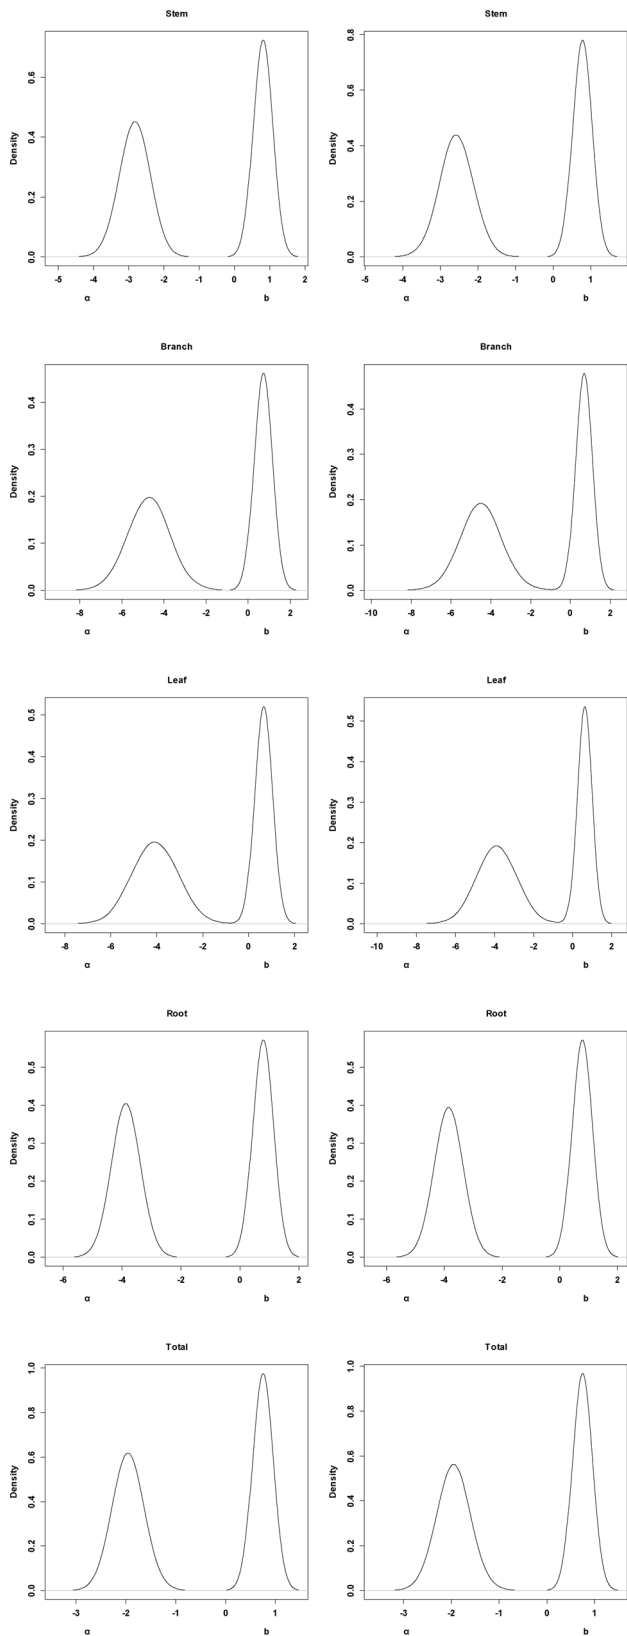 Stem
Density
0.0 0.2 0.4 0.6
-5 -4 -3 -2 -1 0 1 2
α b
Stem
Density
0.0 0.2 0.4 0.6 0.8
-5 -4 -3 -2 -1 0 1
α b
Branch
Density
0.0 0.1 0.2 0.3 0.4
-8 -6 -4 -2 0 2
α b
Branch
Density
0.0 0.1 0.2 0.3 0.4
-10 -8 -6 -4 -2 0 2
α b
Leaf
Density
0.0 0.1 0.2 0.3 0.4 0.5
-8 -6 -4 -2 0 2
α b
Leaf
Density
0.0 0.1 0.2 0.3 0.4 0.5
-10 -8 -6 -4 -2 0 2
α b
Root
Density
0.0 0.1 0.2 0.3 0.4 0.5
-6 -4 -2 0 2
α b
Root
Density
0.0 0.1 0.2 0.3 0.4 0.5
-6 -4 -2 0 2
α b
Total
Density
0.0 0.2 0.4 0.6 0.8 1.0
-3 -2 -1 0 1
α b
Total
Density
0.0 0.2 0.4 0.6 0.8 1.0
-3 -2 -1 0 1
α b